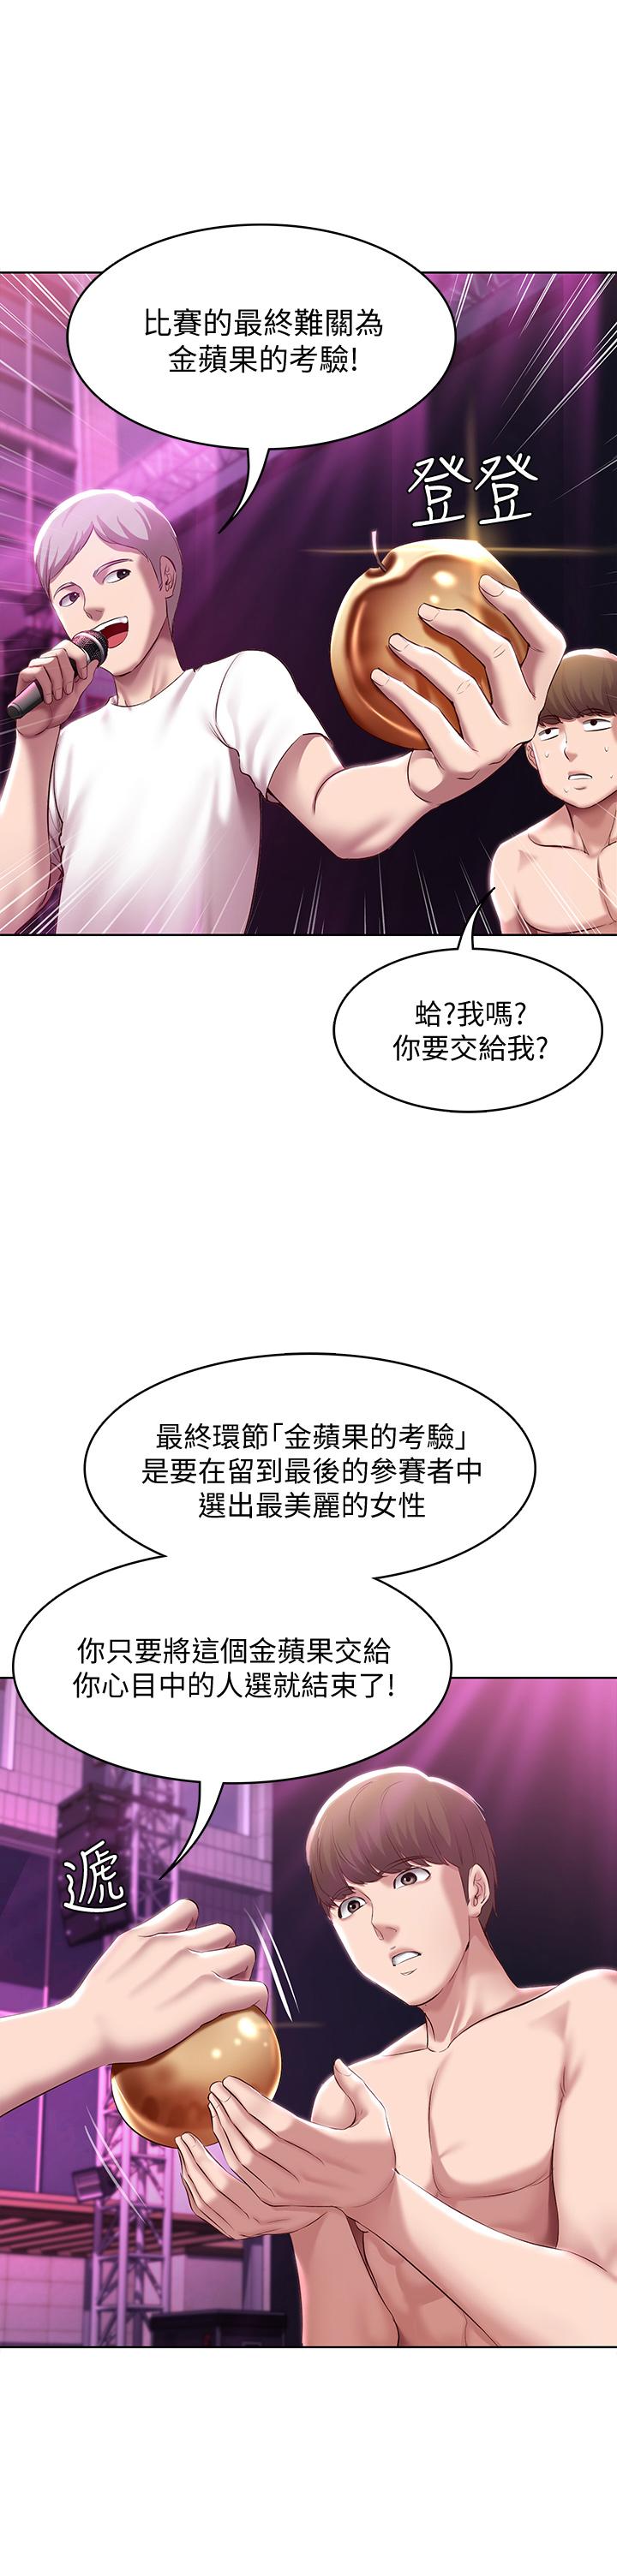 比賽的最終難關為
金蘋果的考驗!
登登
蛤?我嗎?
你要交給我?
最終環節「金蘋果的考驗」
是要在留到最後的參賽者中
選出最美麗的女性
你只要將這個金蘋果交給
你心目中的人選就結束了!
遞